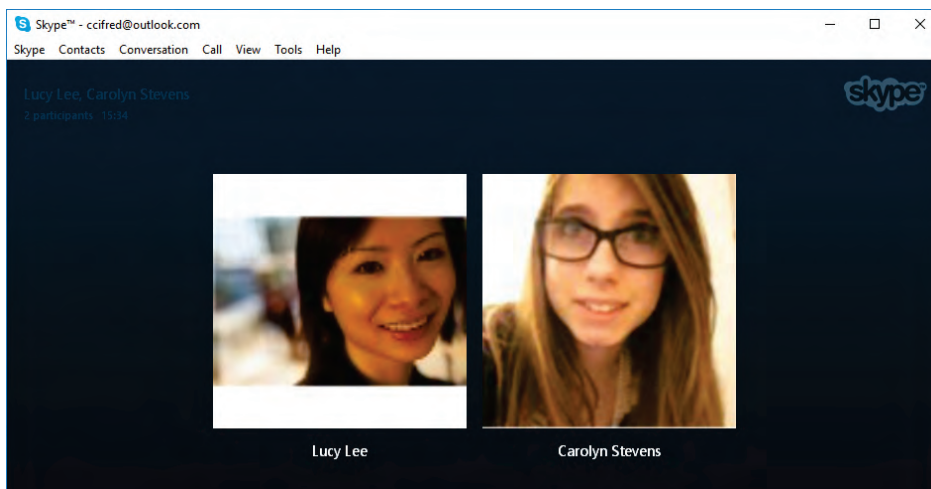 Skype™ - ccifred@outlook.com
Skype Contacts Conversation Call View Tools Help
Lucy Lee, Carolyn Stevens
2 participants 15:34
skype
Lucy Lee Carolyn Stevens